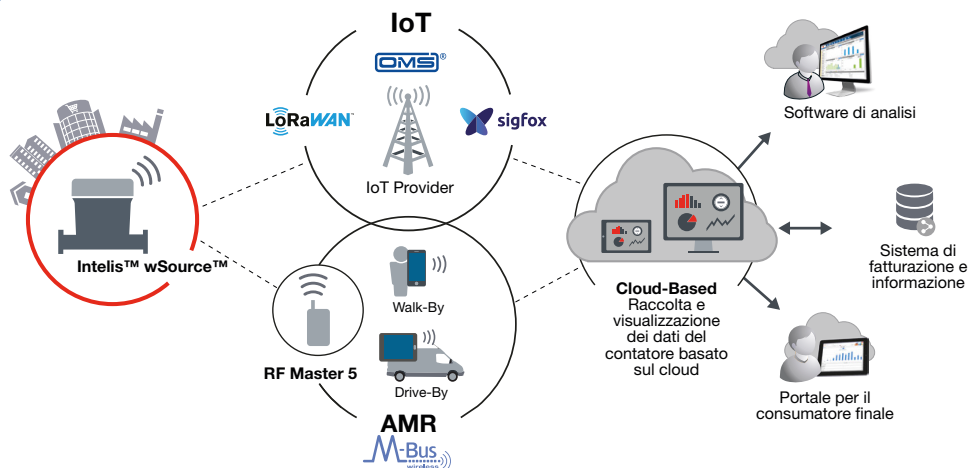 IoT
OMS®
LoRaWAN™
sigfox
IoT Provider
Intelis™ wSource™
RF Master 5
Walk-By
Drive-By
AMR
M-Bus
wireless
Cloud-Based
Raccolta e
visualizzazione
dei dati del
contatore basato
sul cloud
Software di analisi
Sistema di
fatturazione e
informazione
Portale per il
consumatore finale